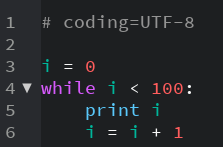 1 # coding=UTF-8
2
3 i = 0
4 ▼ while i < 100:
5     print i
6     i = i + 1